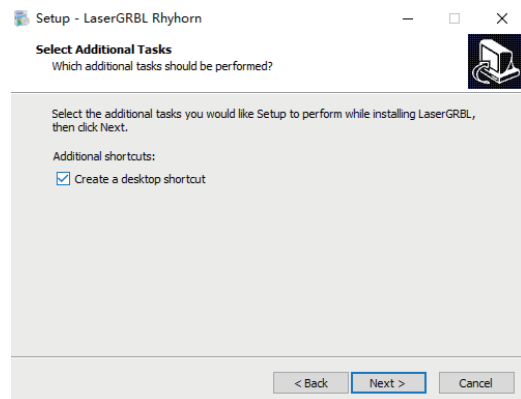 Setup - LaserGRBL Rhyhorn
Select Additional Tasks
Which additional tasks should be performed?
Select the additional tasks you would like Setup to perform while installing LaserGRBL,
then click Next.
Additional shortcuts:
Create a desktop shortcut
< Back Next > Cancel